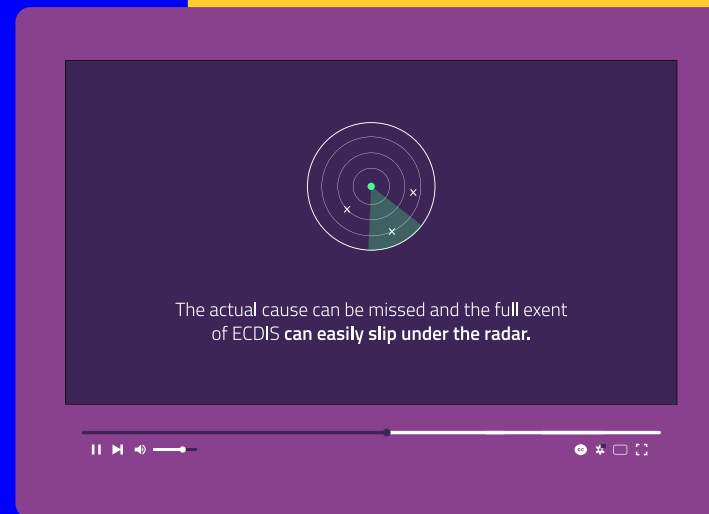 The actual cause can be missed and the full exent
of ECDIS can easily slip under the radar.